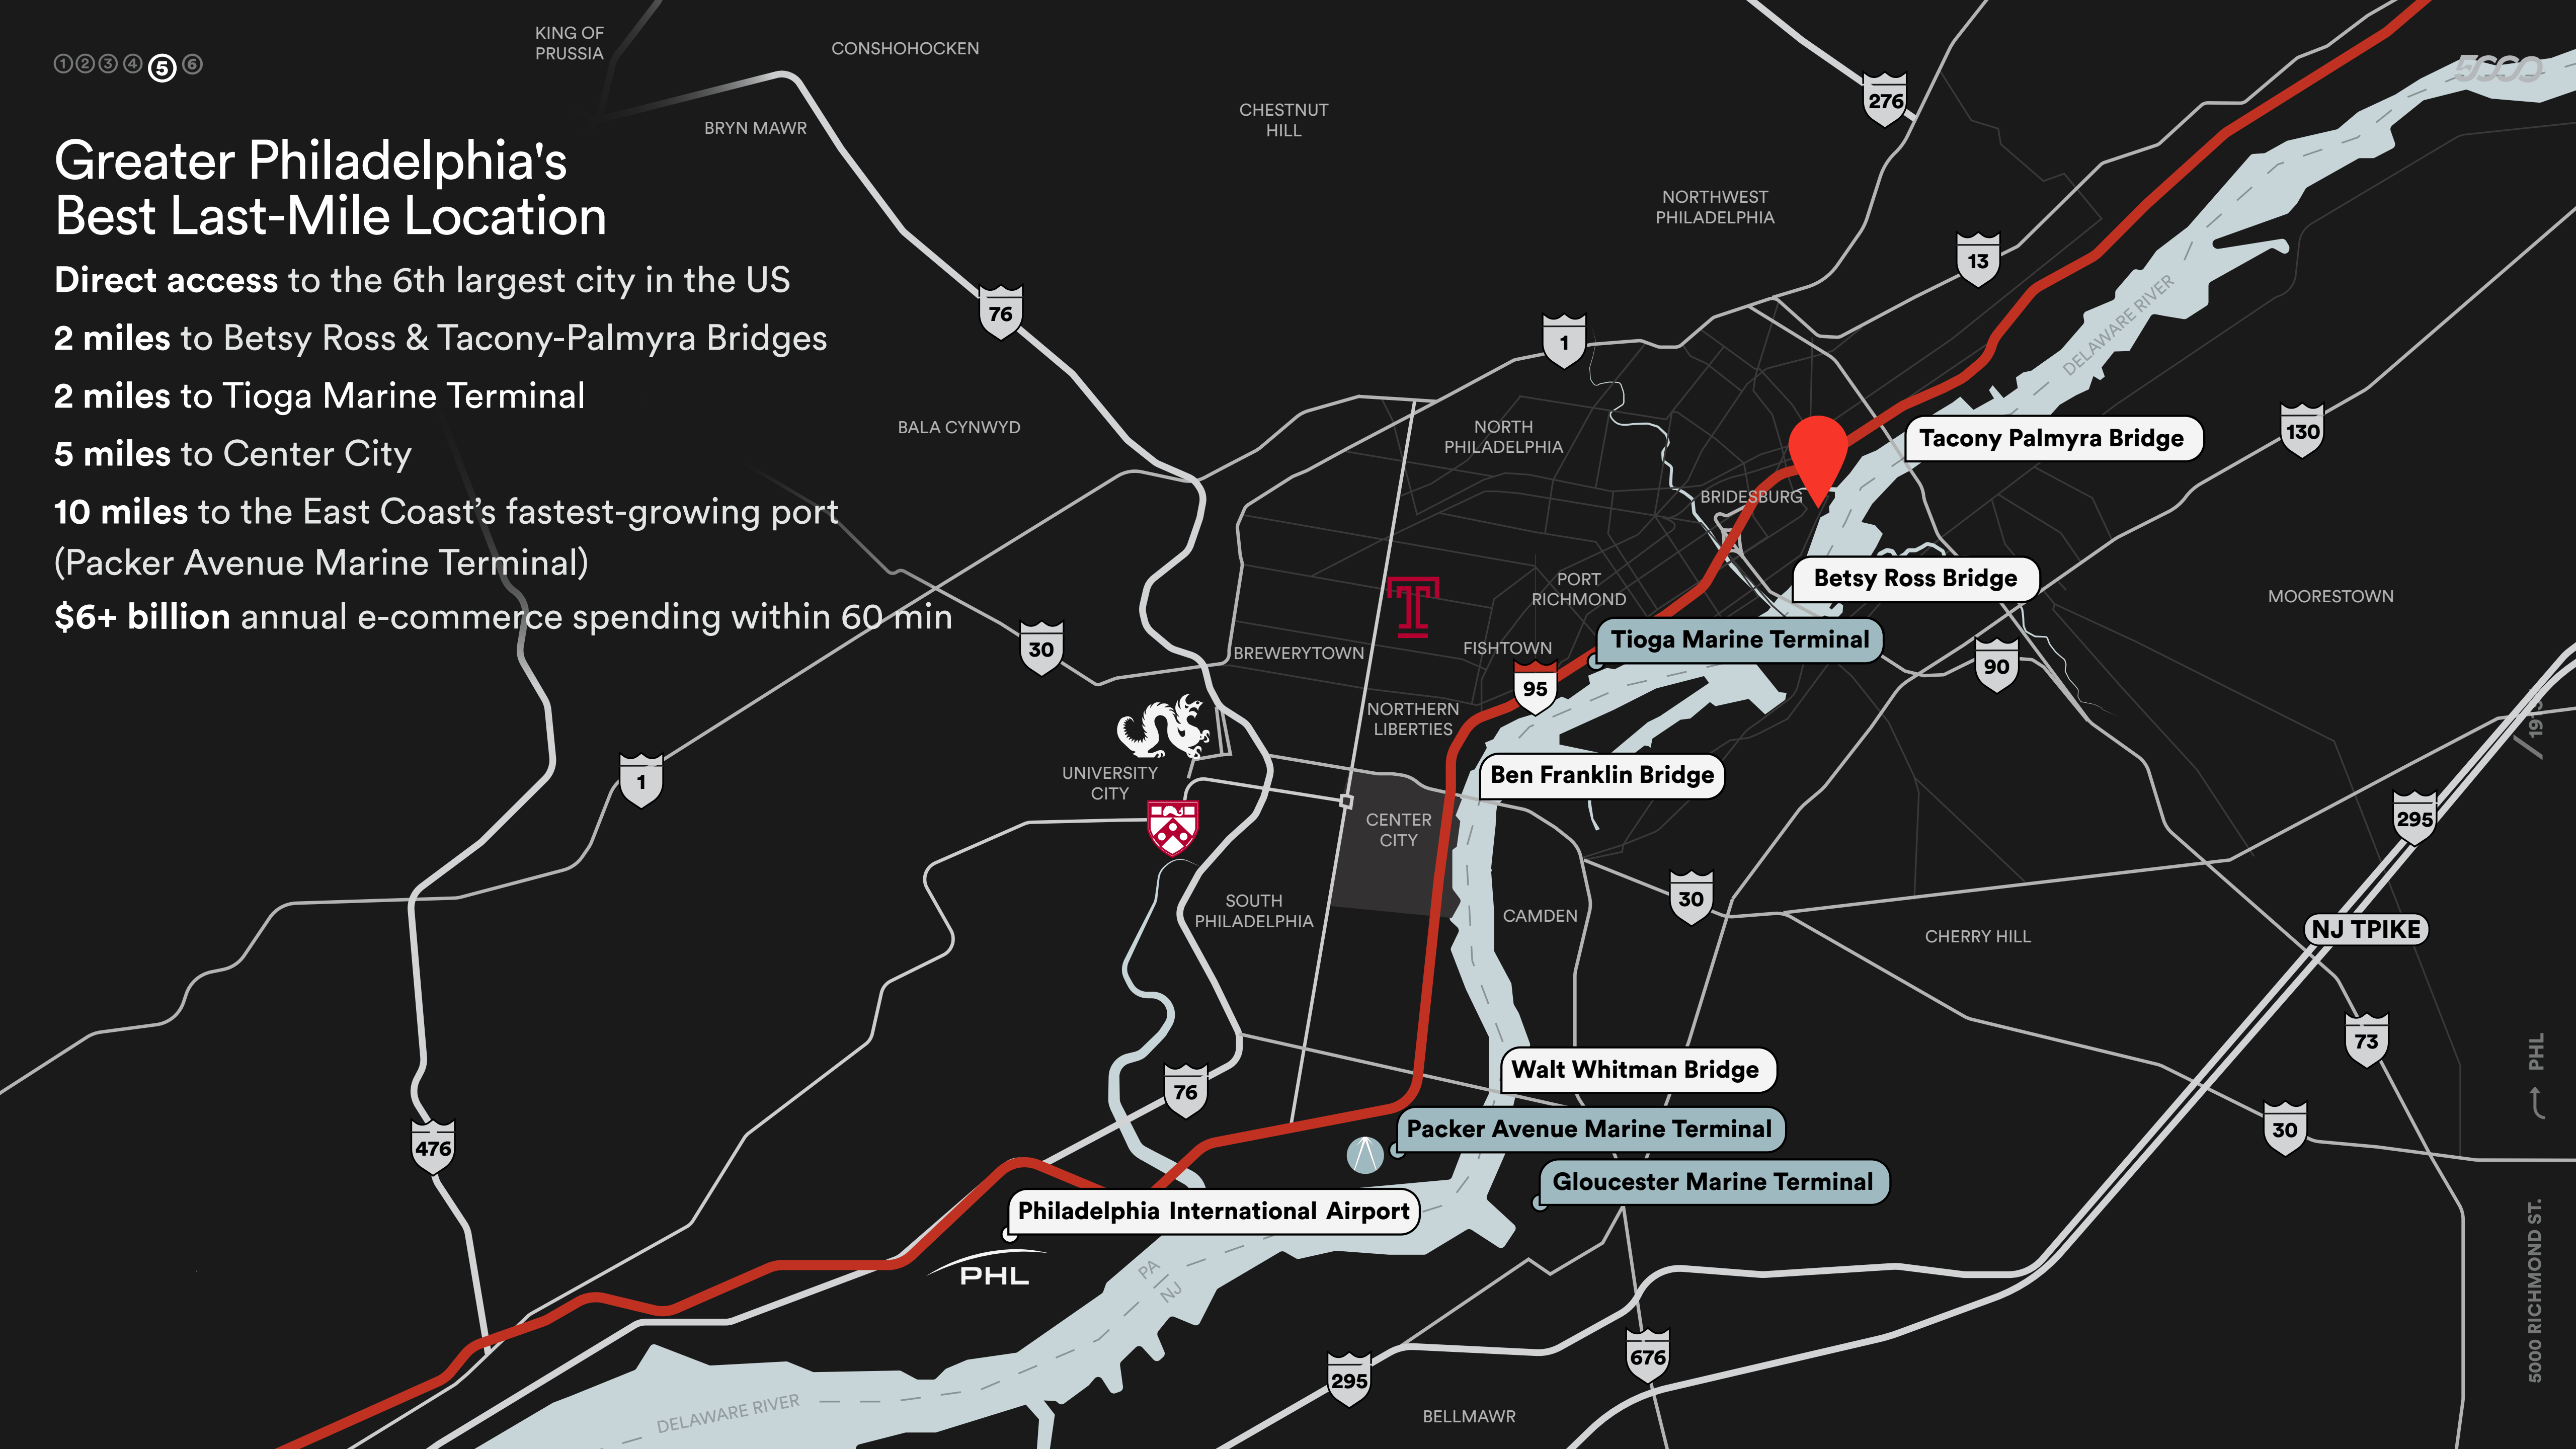 1 2 3 4 5 6
Greater Philadelphia's
Best Last-Mile Location
Direct access to the 6th largest city in the US
2 miles to Betsy Ross & Tacony-Palmyra Bridges
2 miles to Tioga Marine Terminal
5 miles to Center City
10 miles to the East Coast’s fastest-growing port
(Packer Avenue Marine Terminal)
$6+ billion annual e-commerce spending within 60 min
KING OF
PRUSSIA
CONSHOHOCKEN
BRYN MAWR
CHESTNUT
HILL
NORTHWEST
PHILADELPHIA
276
5000
13
76
1
DELAWARE RIVER
BALA CYNWYD
NORTH
PHILADELPHIA
Tacony Palmyra Bridge
130
BRIDESBURG
Betsy Ross Bridge
PORT
RICHMOND
MOORESTOWN
T
Tioga Marine Terminal
FISHTOWN
BREWERYTOWN
30
90
95
NORTHERN
LIBERTIES
1
UNIVERSITY
CITY
Ben Franklin Bridge
CENTER
CITY
295
30
SOUTH
PHILADELPHIA
CAMDEN
CHERRY HILL
NJ TPIKE
73
Walt Whitman Bridge
76
Packer Avenue Marine Terminal
30
476
Gloucester Marine Terminal
Philadelphia International Airport
PHL
PA
NJ
676
295
DELAWARE RIVER
BELLMAWR
5000 RICHMOND ST.
PHL